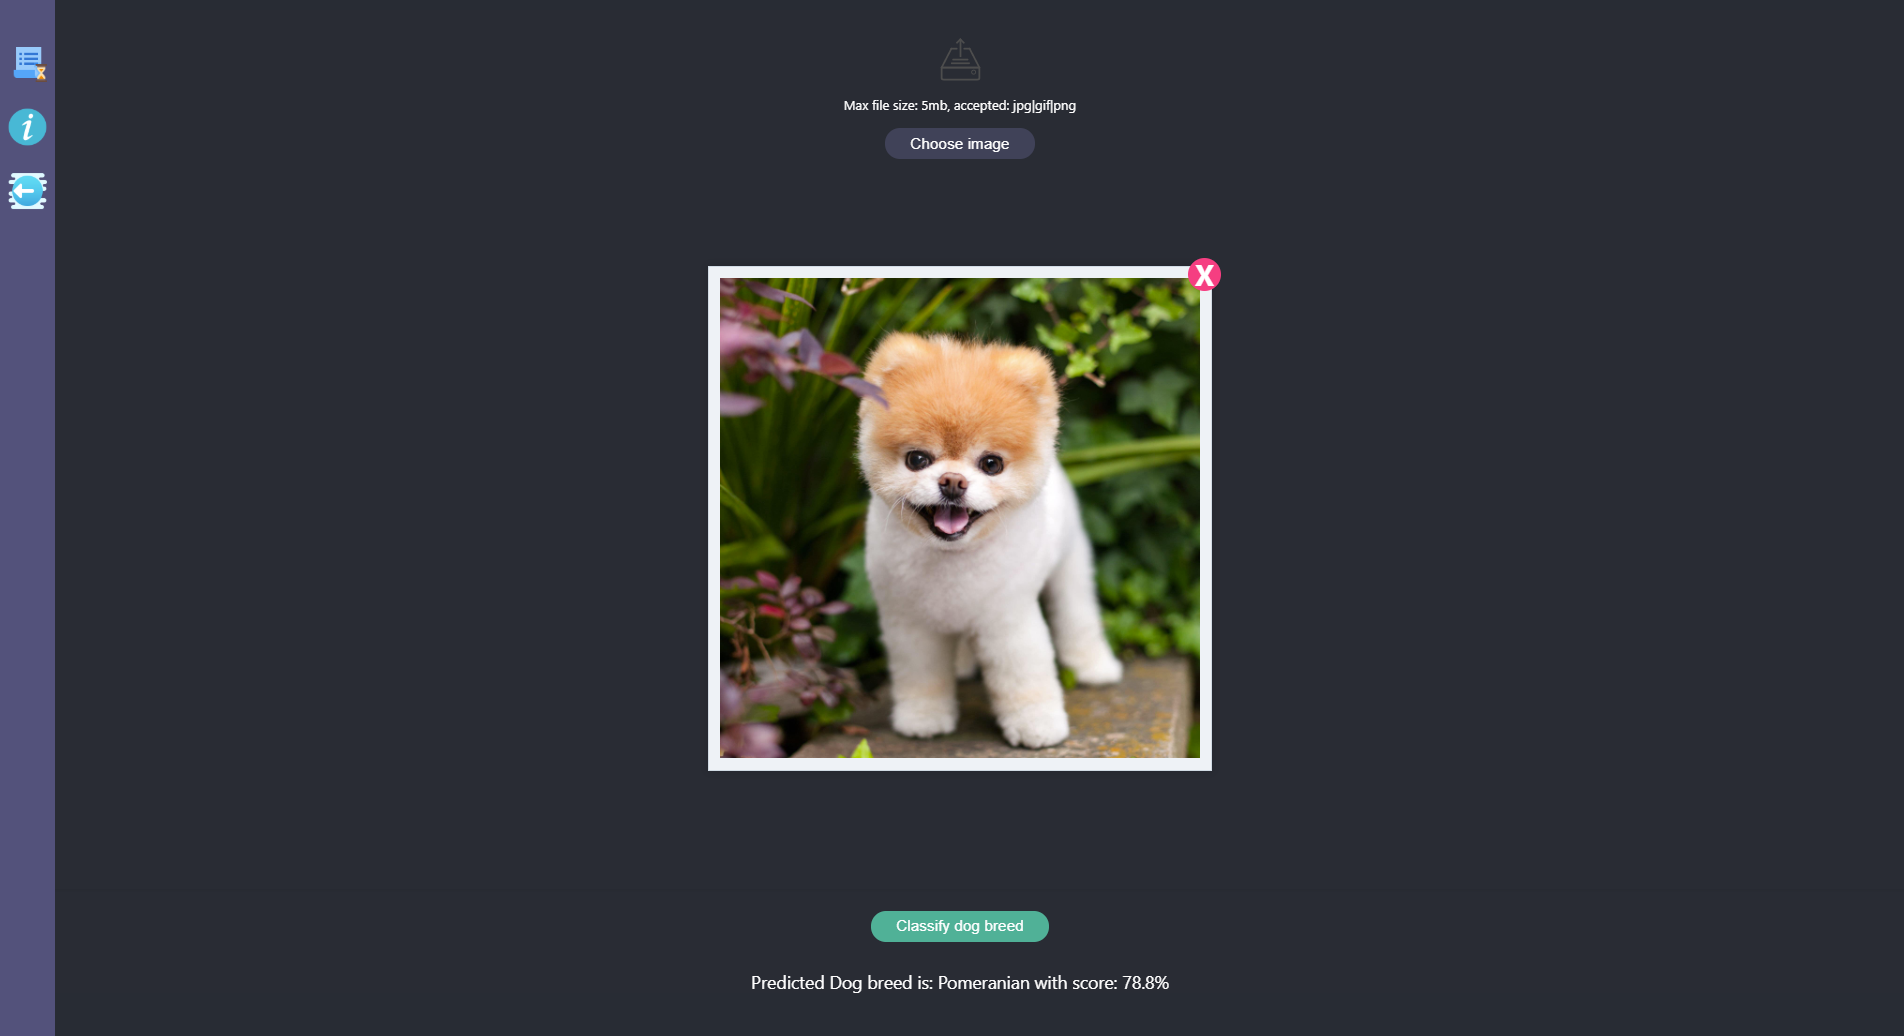 Max file size: 5mb, accepted: jpg|gif|png
Choose image
X
Classify dog breed
Predicted Dog breed is: Pomeranian with score: 78.8%